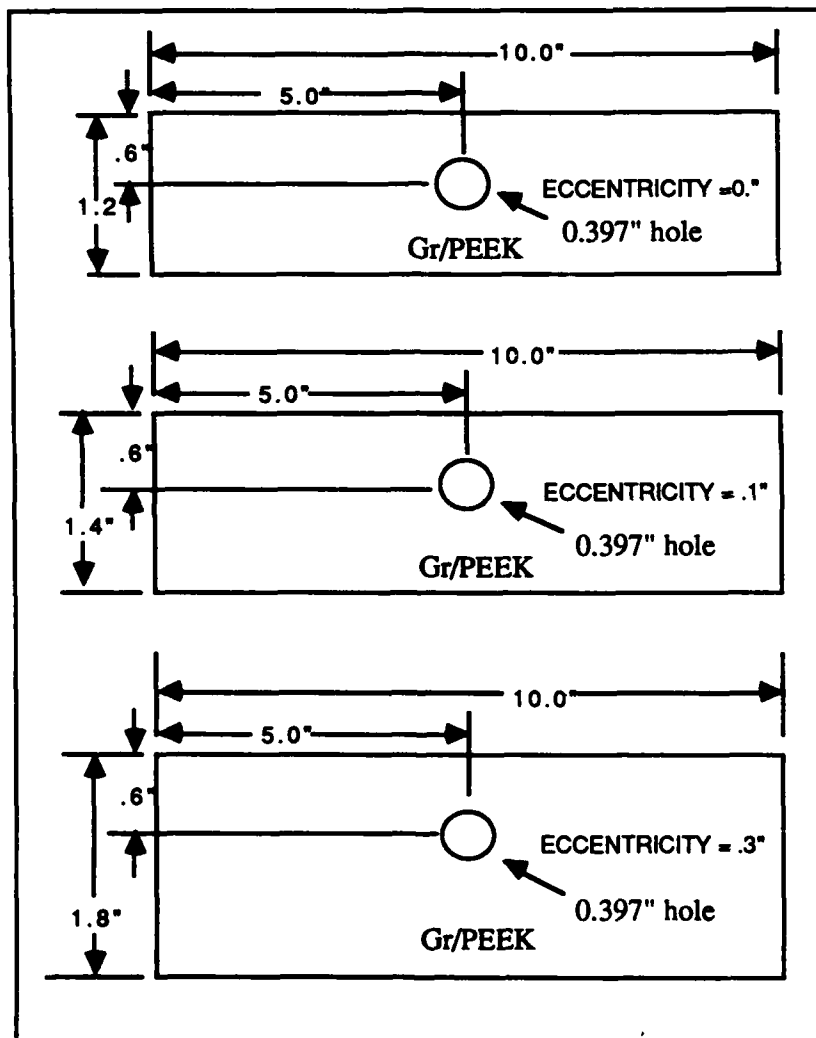 10.0"
5.0"
.6"
1.2
ECCENTRICITY =0."
0.397" hole
Gr/PEEK
10.0"
5.0"
.6"
1.4"
ECCENTRICITY = .1"
0.397" hole
Gr/PEEK
10.0"
5.0"
.6"
1.8"
ECCENTRICITY = .3"
0.397" hole
Gr/PEEK